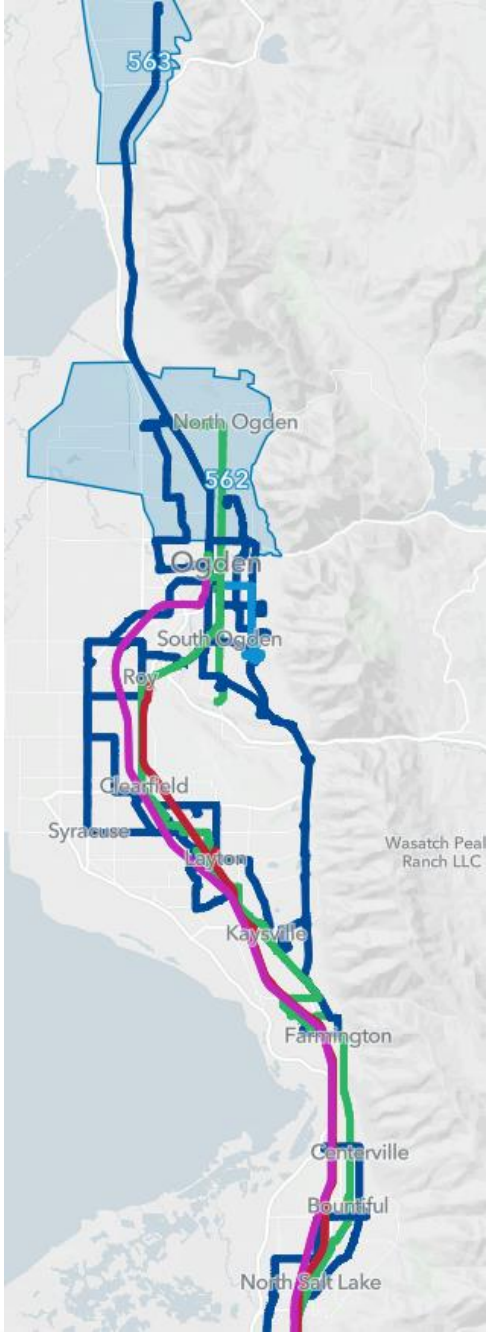 563
North Ogden
562
Ogden
South Ogden
Roy
Clearfield
Syracuse
Layton
Wasatch Peal
Ranch LLC
Kaysville
Farmington
Centerville
Bountiful
North Salt Lake